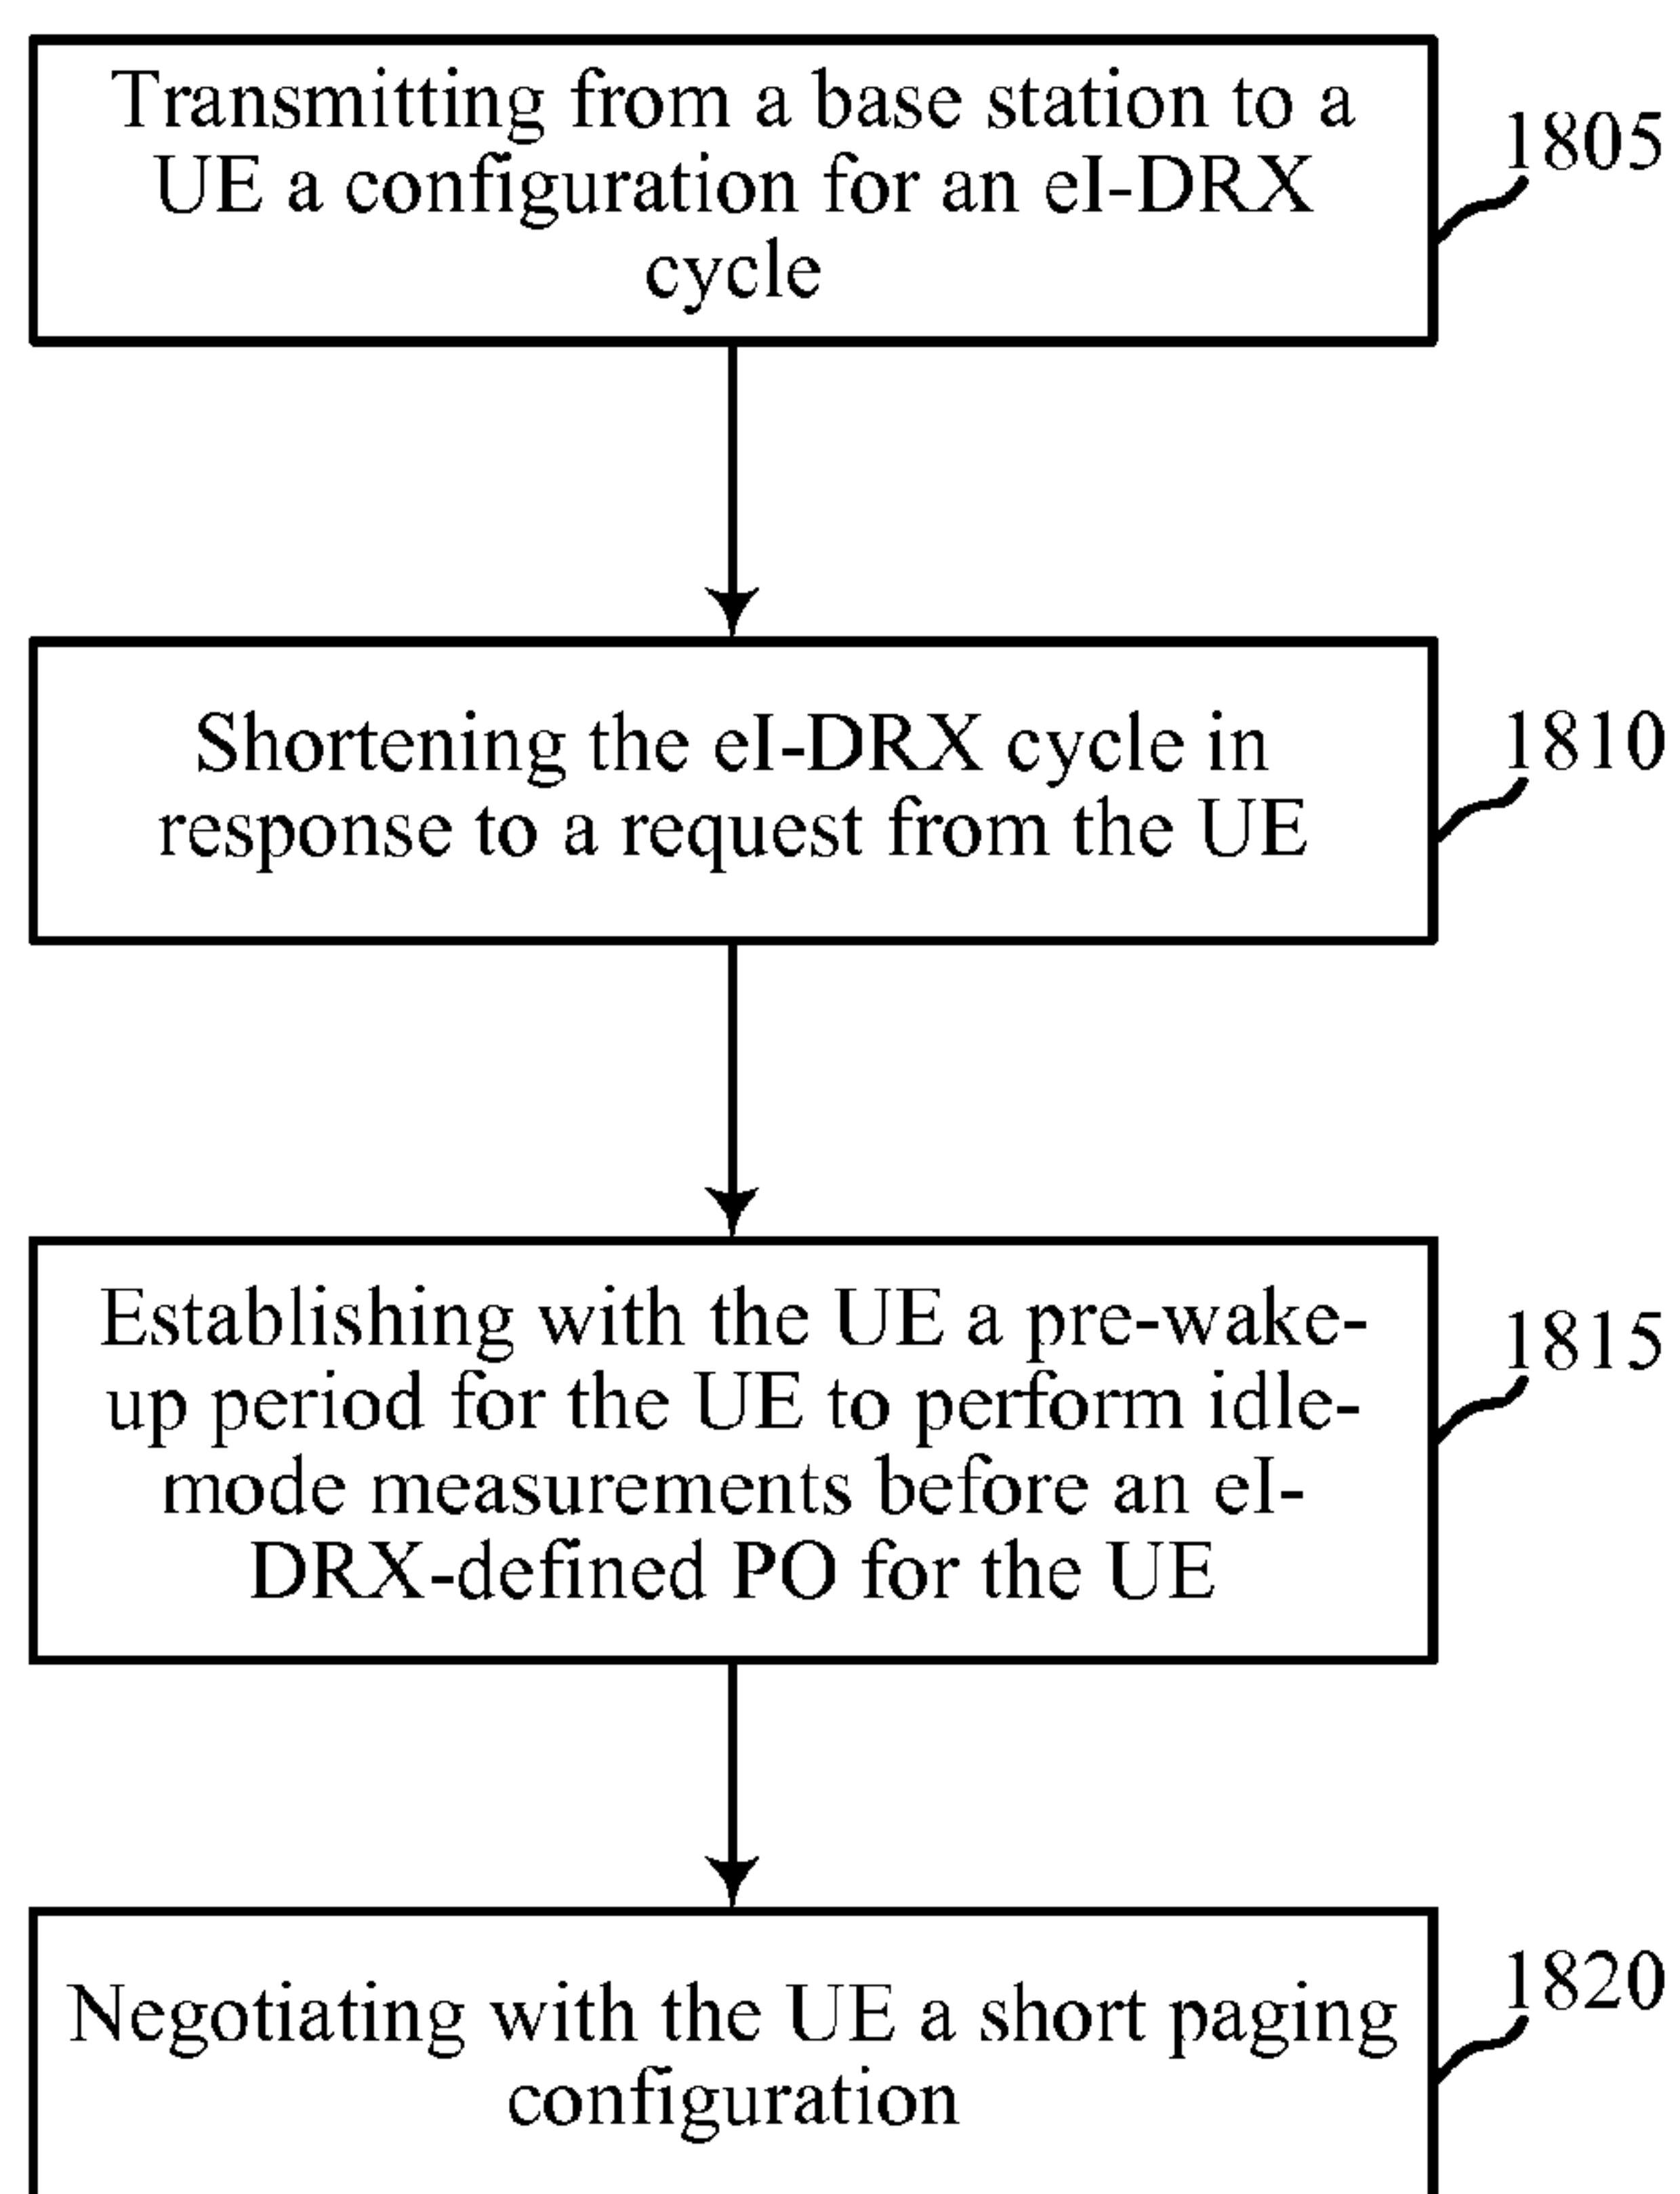 Transmitting from a base station to a
UE a configuration for an eI-DRX
cycle
1805
Shortening the eI-DRX cycle in
response to a request from the UE
1810
Establishing with the UE a pre-wake-
up period for the UE to perform idle-
mode measurements before an eI-
DRX-defined PO for the UE
1815
Negotiating with the UE a short paging
configuration
1820